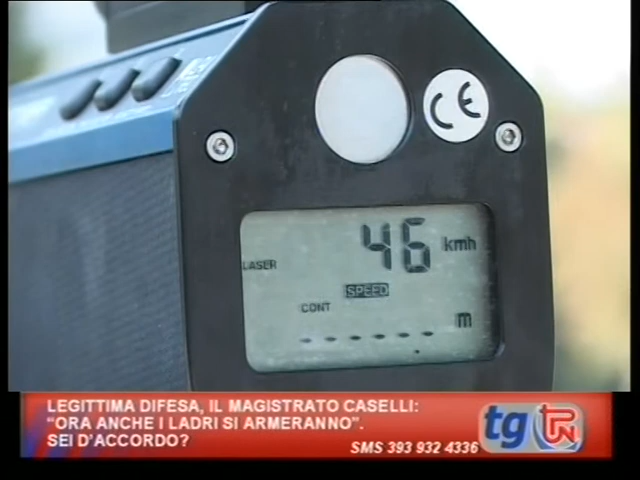 CE
46 kmh
LASER
SPEED
CONT
m
LEGITTIMA DIFESA, IL MAGISTRATO CASELLI:
“ORA ANCHE I LADRI SI ARMERANNO”.
SEI D’ACCORDO?
SMS 393 932 4336
tg TRN